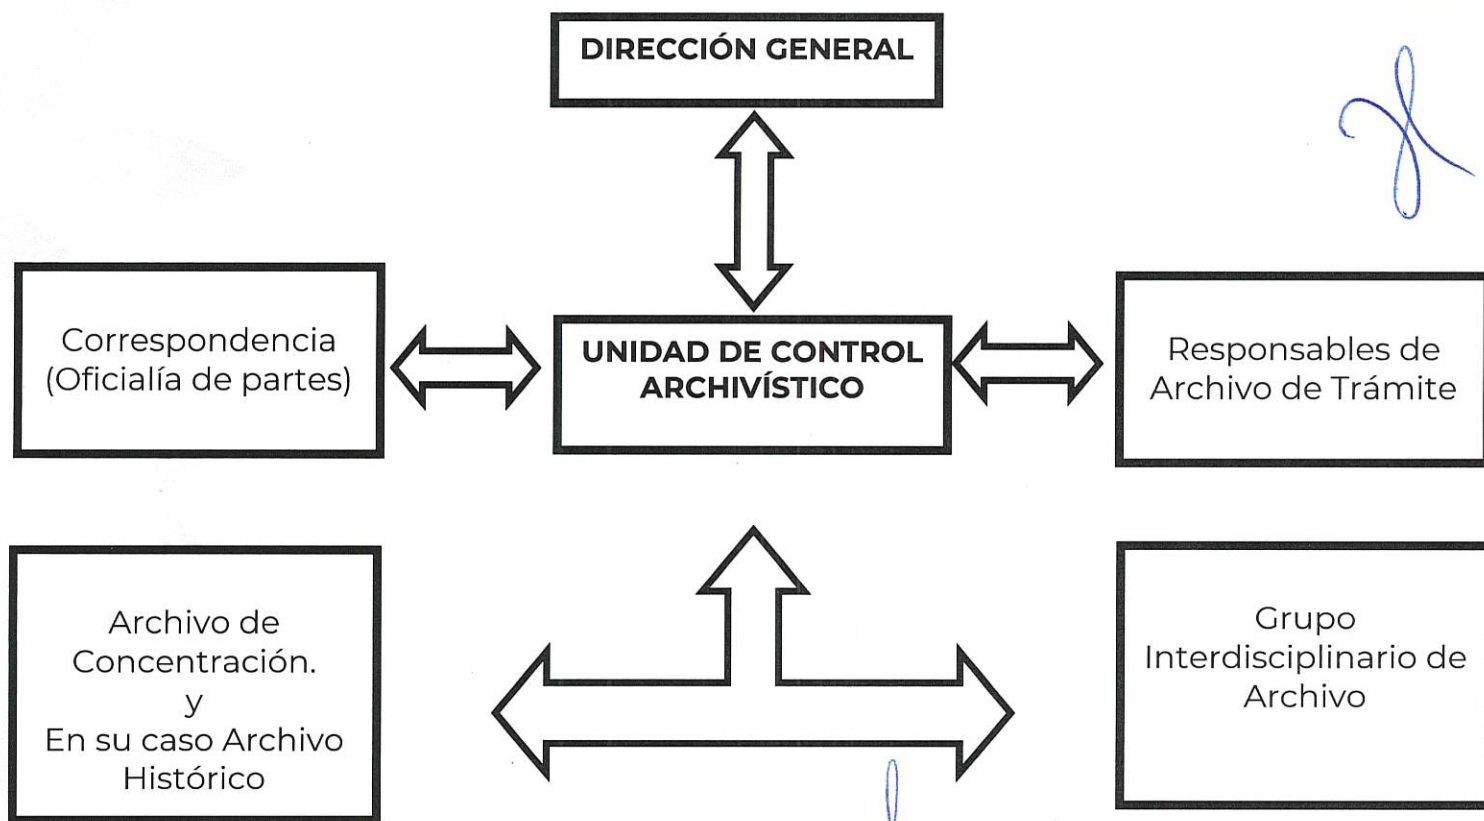 DIRECCIÓN GENERAL
Correspondencia
(Oficialía de partes)
UNIDAD DE CONTROL
ARCHIVÍSTICO
Responsables de
Archivo de Trámite
Archivo de
Concentración.
y
En su caso Archivo
Histórico
Grupo
Interdisciplinario de
Archivo